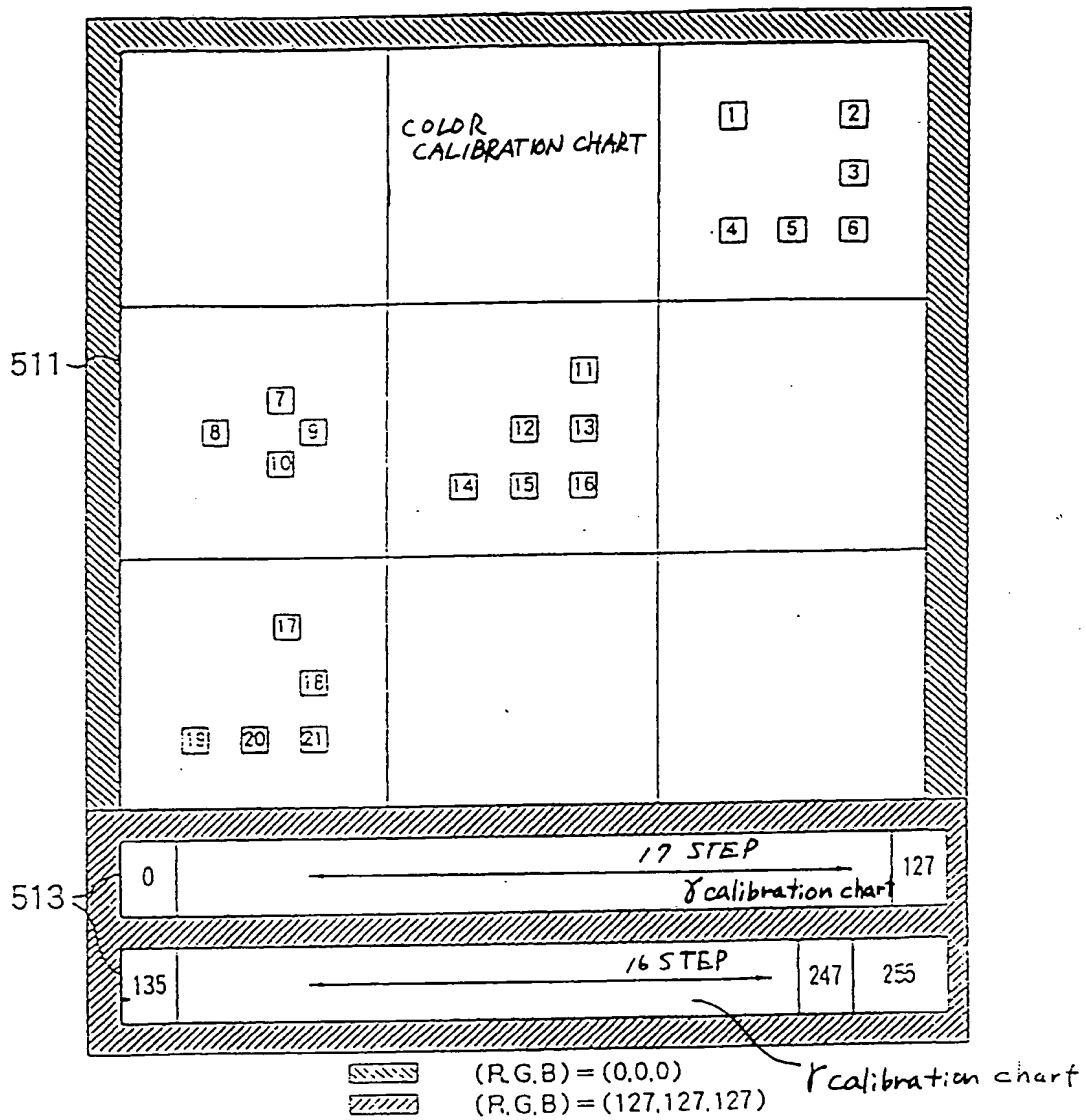 COLOR
CALIBRATION CHART
1 2
3
4 5 6
511
7
8 9
10
11
12 13
14 15 16
17
18
19 20 21
513
0
17 STEP
127
γ calibration chart
135
16 STEP
247
255
(R.G.B) = (0.0.0)
γ calibration chart
(R.G.B) = (127.127.127)